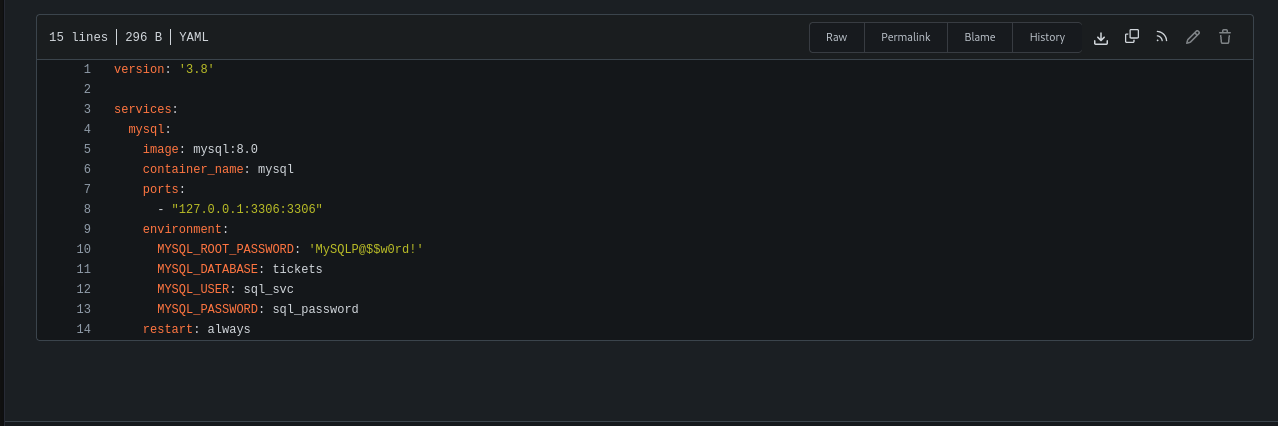 15 lines | 296 B | YAML Raw Permalink Blame History
1 version: '3.8'
2
3 services:
4   mysql:
5     image: mysql:8.0
6     container_name: mysql
7     ports:
8       - "127.0.0.1:3306:3306"
9     environment:
10       MYSQL_ROOT_PASSWORD: 'MySQLP@$$w0rd!'
11       MYSQL_DATABASE: tickets
12       MYSQL_USER: sql_svc
13       MYSQL_PASSWORD: sql_password
14     restart: always